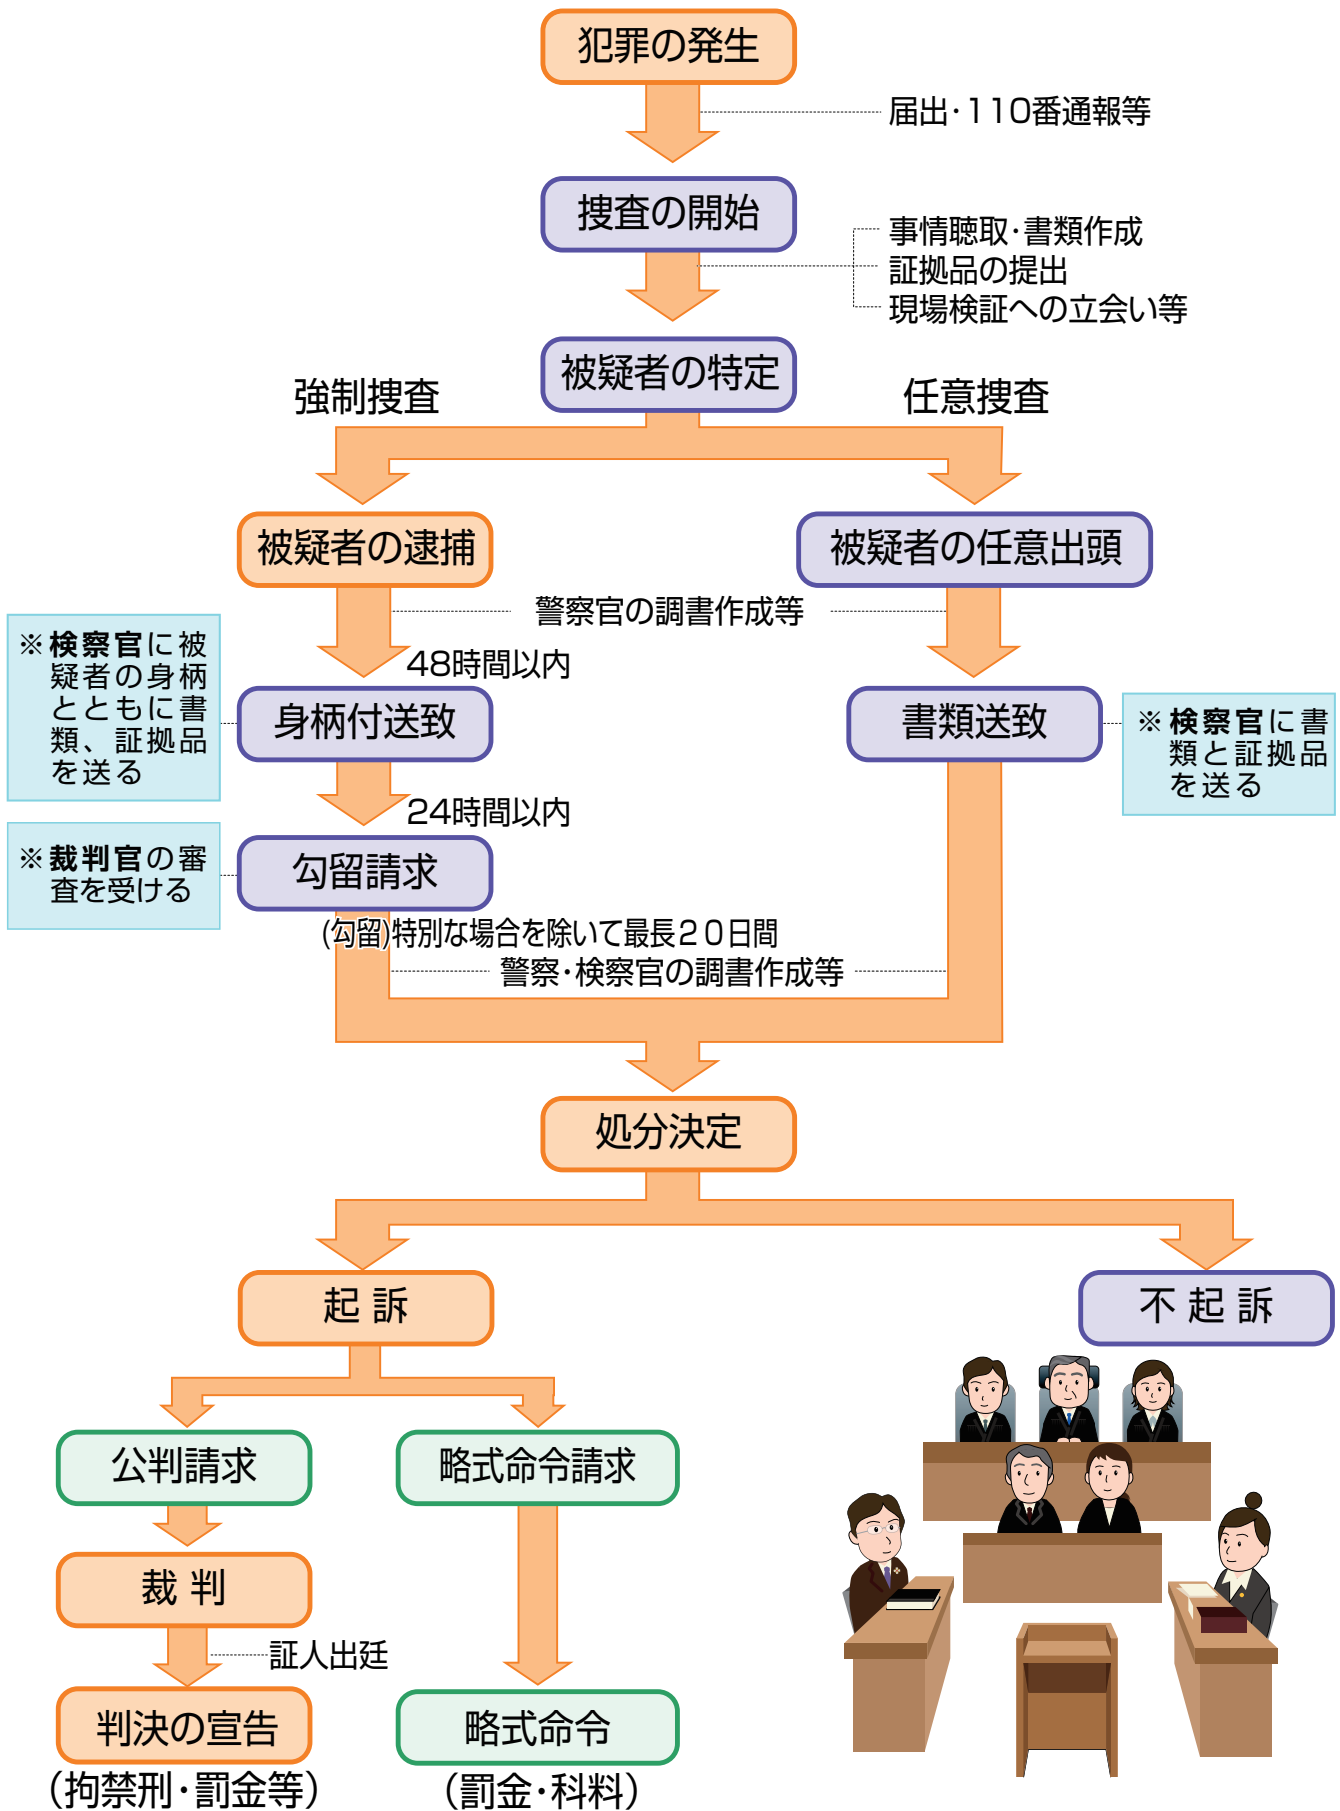 犯罪の発生
届出・110番通報等
捜査の開始
事情聴取・書類作成
証拠品の提出
現場検証への立会い等
被疑者の特定
強制捜査
任意捜査
被疑者の逮捕
被疑者の任意出頭
警察官の調書作成等
48時間以内
※検察官に被
疑者の身柄
とともに書
類、証拠品
を送る
身柄付送致
書類送致
※検察官に書
類と証拠品
を送る
24時間以内
※裁判官の審
査を受ける
勾留請求
(勾留)特別な場合を除いて最長20日間
警察・検察官の調書作成等
処分決定
起訴
不起訴
公判請求
略式命令請求
裁判
証人出廷
判決の宣告
略式命令
（拘禁刑・罰金等）
（罰金・科料）